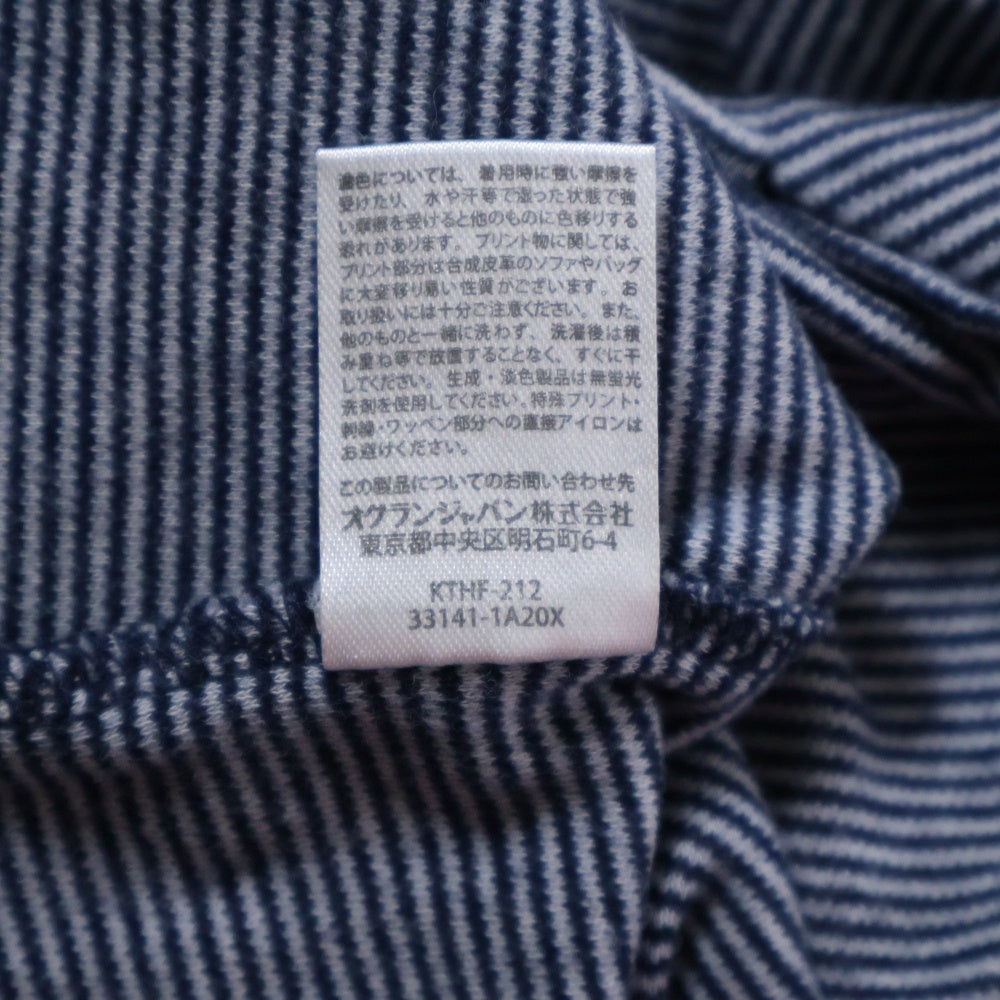 濃色については、着用時に強い摩擦を
受けたり、水や汗等で湿った状態で強
い摩擦を受けると他のものに色移りする
恐れがあります。プリント物に関しては、
プリント部分は合成皮革のソファやバッグ
に大変移り易い性質がございます。お
取り扱いには十分ご注意ください。また、
他のものと一緒に洗わず、洗濯後は積
み重ね等で放置することなく、すぐに干
してください。生成・淡色製品は無蛍光
洗剤を使用してください。特殊プリント・
刺繍・ワッペン部分への直接アイロンは
お避けください。
この製品についてのお問い合わせ先
オグランジャパン株式会社
東京都中央区明石町6-4
KTHF-212
33141-1A20X